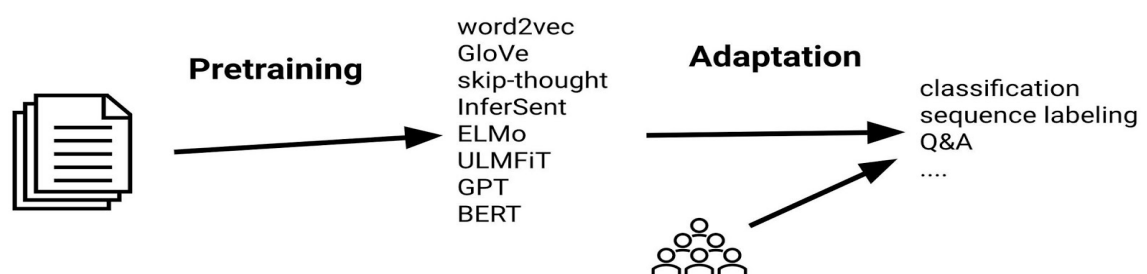 Pretraining
word2vec
GloVe
skip-thought
InferSent
ELMo
ULMFiT
GPT
BERT
Adaptation
classification
sequence labeling
Q&A
....